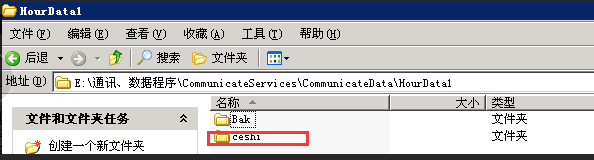 HourData1
文件(F) 编辑(E) 查看(V) 收藏(A) 工具(T) 帮助(H)
后退 搜索 文件夹
地址(D) E:\通讯、数据程序\CommunicateServices\CommunicateData\HourData1
文件和文件夹任务
创建一个新文件夹
名称 大小 类型
Bak 文件夹
ceshi 文件夹